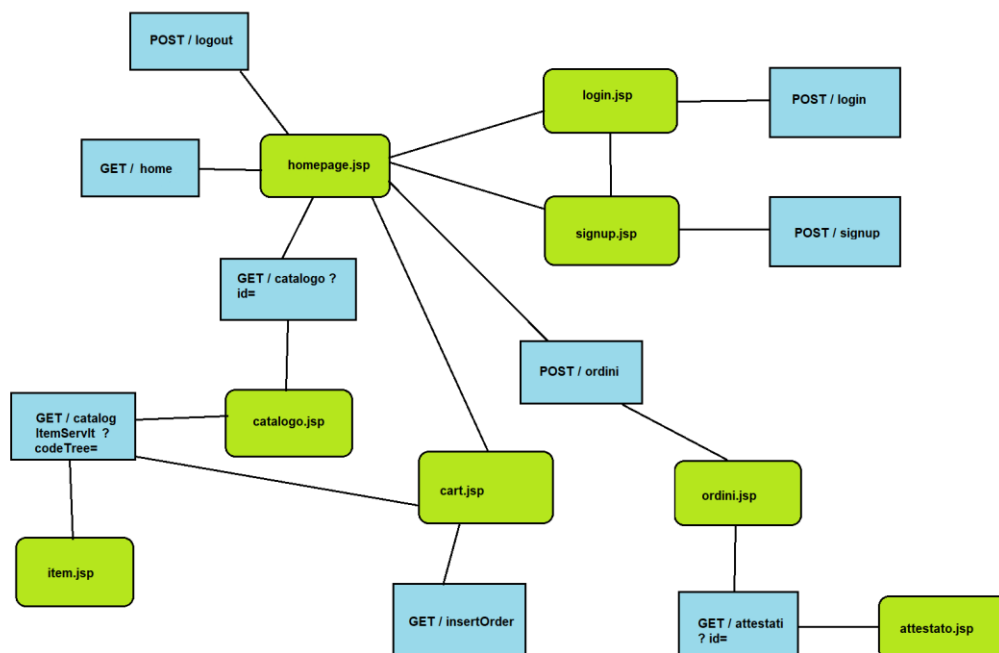 POST / logout
login.jsp
POST / login
GET /  home
homepage.jsp
signup.jsp
POST / signup
GET / catalogo ?
id=
POST / ordini
GET / catalog
ItemServlt  ?
codeTree=
catalogo.jsp
cart.jsp
ordini.jsp
item.jsp
GET / insertOrder
GET / attestati
? id=
attestato.jsp